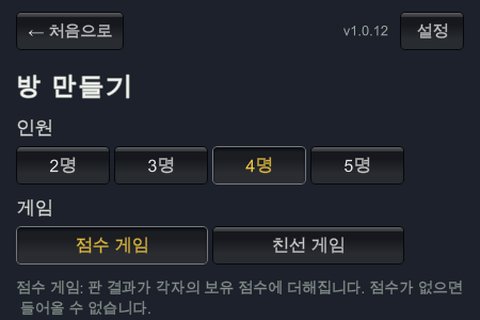 ← 처음으로
v1.0.12
설정
방 만들기
인원
2명
3명
4명
5명
게임
점수 게임
친선 게임
점수 게임: 판 결과가 각자의 보유 점수에 더해집니다. 점수가 없으면
들어올 수 없습니다.